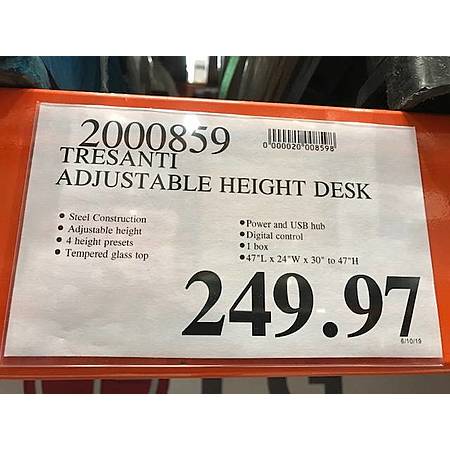 2000859
0 000020 008598
TRESANTI
ADJUSTABLE HEIGHT DESK
• Steel Construction
• Adjustable height
• 4 height presets
• Tempered glass top
• Power and USB hub
• Digital control
• 1 box
• 47"L x 24"W x 30" to 47"H
249.97
6/10/19
LG